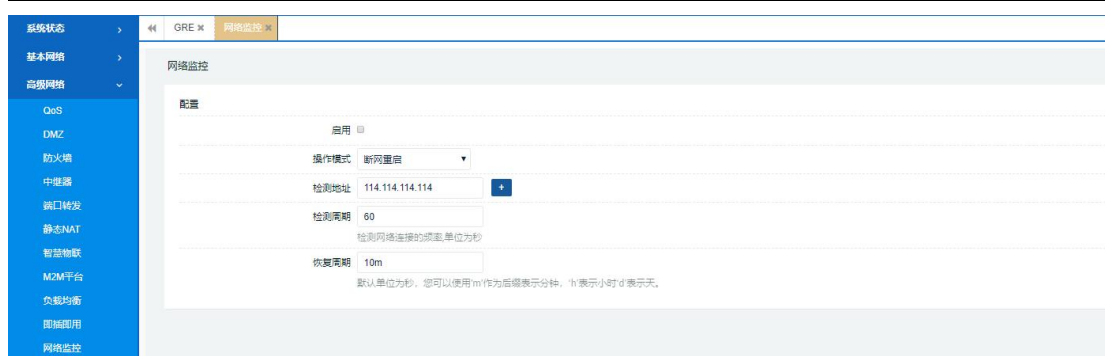 系统状态
基本网络
高级网络
QoS
DMZ
防火墙
中继器
端口转发
静态NAT
智慧物联
M2M平台
负载均衡
即插即用
网络监控
GRE
网络监控
网络监控
配置
启用
操作模式 断网重启
检测地址 114.114.114.114 +
检测周期 60
检测网络连接的频率,单位为秒
恢复周期 10m
默认单位为秒, 您可以使用'm'作为后缀表示分钟, 'h'表示小时'd'表示天。